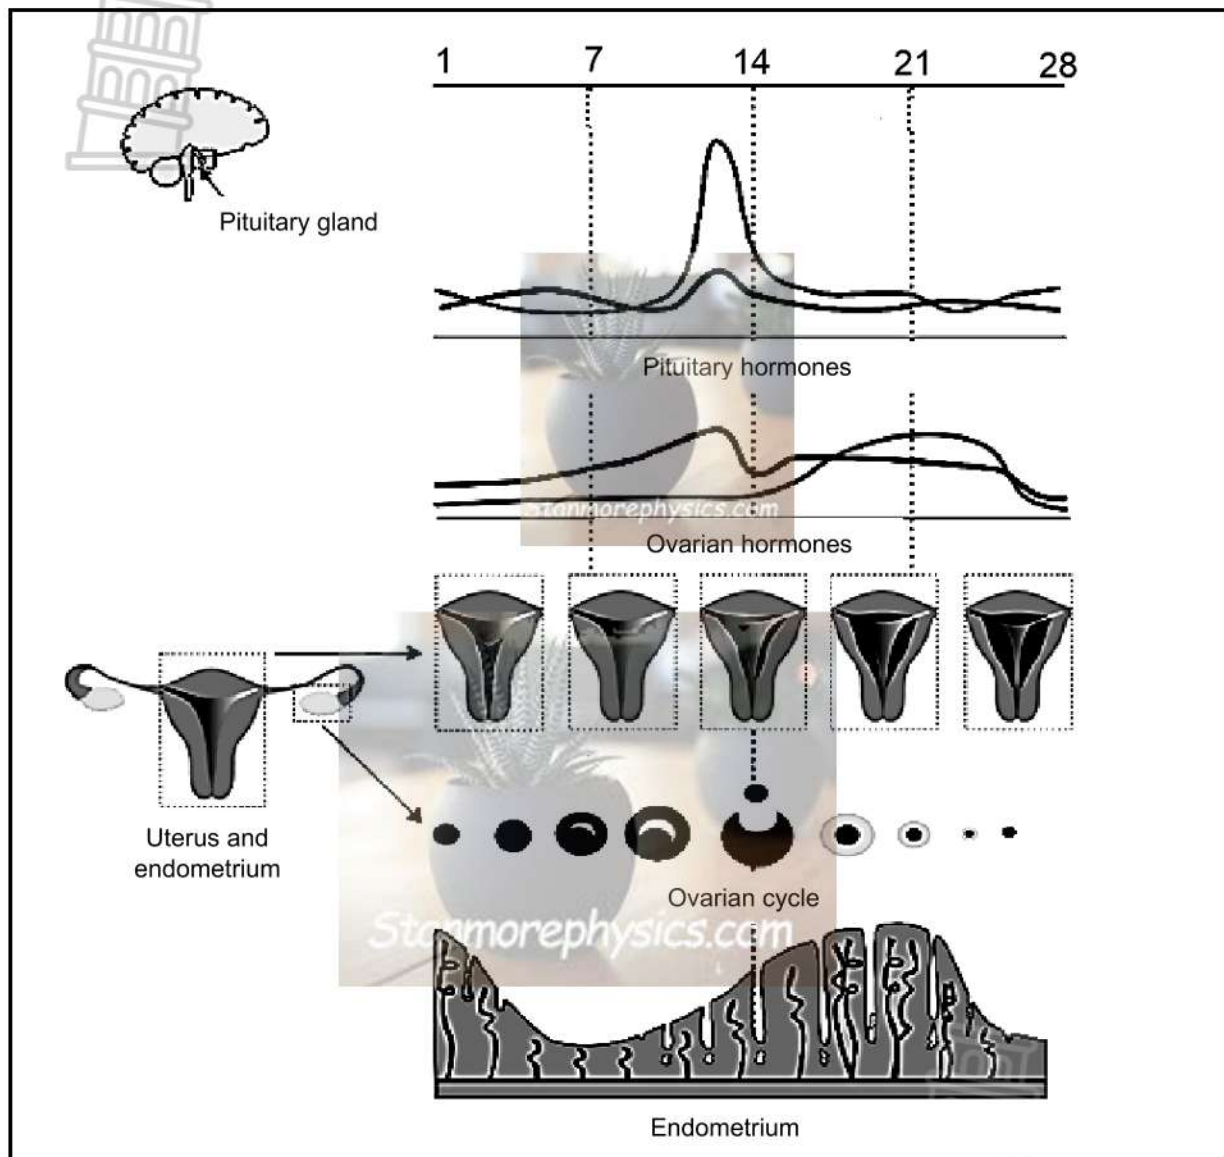 1 7 14 21 28
Pituitary gland
Pituitary hormones
Stanmorephysics.com
Ovarian hormones
Uterus and
endometrium
Ovarian cycle
Stanmorephysics.com
Endometrium